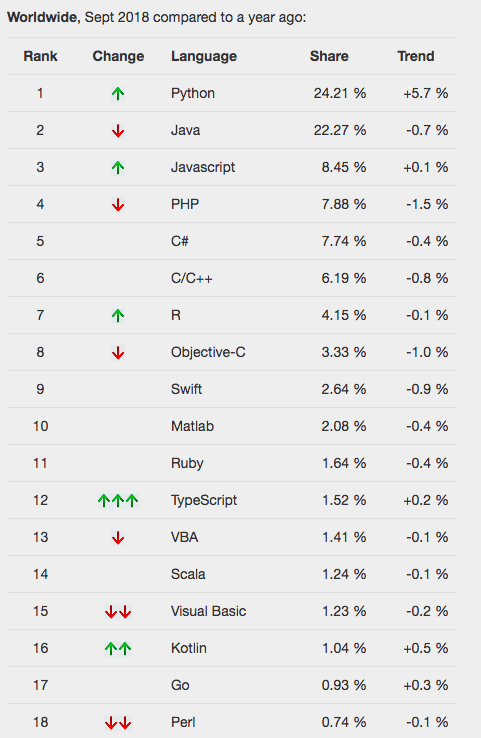 Worldwide, Sept 2018 compared to a year ago:
Rank Change Language Share Trend
1 ↑ Python 24.21 % +5.7 %
2 ↓ Java 22.27 % -0.7 %
3 ↑ Javascript 8.45 % +0.1 %
4 ↓ PHP 7.88 % -1.5 %
5 C# 7.74 % -0.4 %
6 C/C++ 6.19 % -0.8 %
7 ↑ R 4.15 % -0.1 %
8 ↓ Objective-C 3.33 % -1.0 %
9 Swift 2.64 % -0.9 %
10 Matlab 2.08 % -0.4 %
11 Ruby 1.64 % -0.4 %
12 ↑↑↑ TypeScript 1.52 % +0.2 %
13 ↓ VBA 1.41 % -0.1 %
14 Scala 1.24 % -0.1 %
15 ↓↓ Visual Basic 1.23 % -0.2 %
16 ↑↑ Kotlin 1.04 % +0.5 %
17 Go 0.93 % +0.3 %
18 ↓↓ Perl 0.74 % -0.1 %